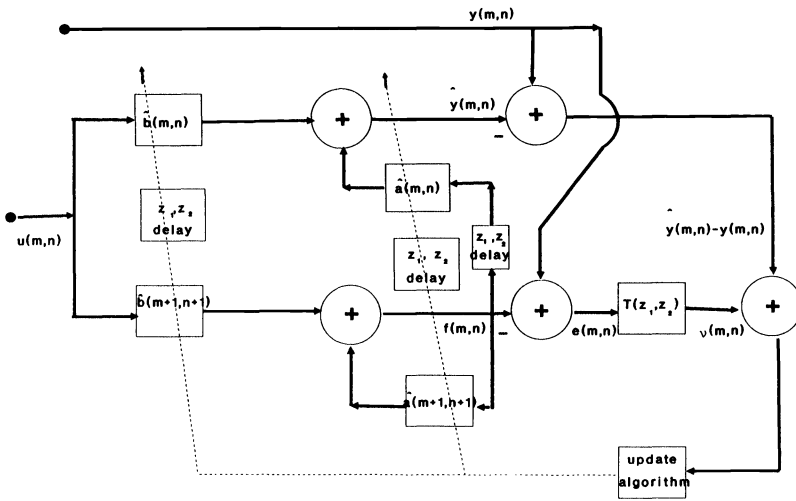 y(m,n)
b̂(m,n)
+
ŷ(m,n)
+
−
â(m,n)
z₁,z₂
delay
u(m,n)
z₁, z₂
delay
z₁,z₂
delay
ŷ(m,n)-y(m,n)
b̂(m+1,n+1)
+
f(m,n)
−
+
e(m,n)
T(z₁,z₂)
ν(m,n)
+
â(m+1,n+1)
update
algorithm